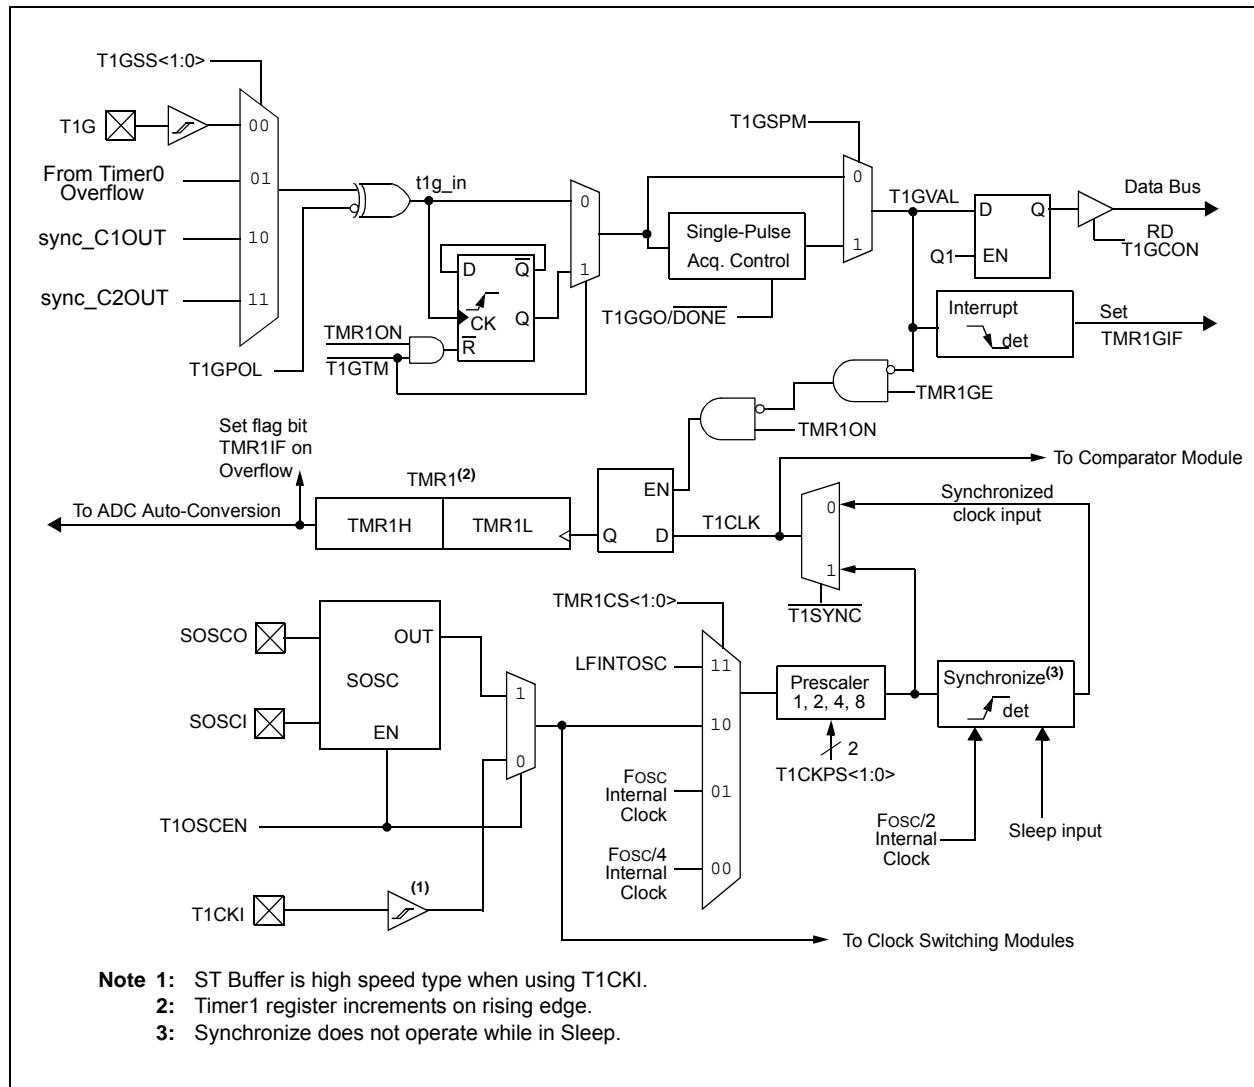 T1GSS<1:0>
T1G
00
From Timer0
Overflow
01
sync_C1OUT
10
sync_C2OUT
11
T1GPOL
t1g_in
0
1
D
Q
CK
Q
R
TMR1ON
T1GTM
T1GSPM
0
1
Single-Pulse
Acq. Control
T1GGO/DONE
T1GVAL
D
Q
Q1
EN
Data Bus
RD
T1GCON
Interrupt
det
Set
TMR1GIF
TMR1GE
TMR1ON
Set flag bit
TMR1IF on
Overflow
To ADC Auto-Conversion
TMR1(2)
TMR1H
TMR1L
EN
Q
D
T1CLK
To Comparator Module
Synchronized
clock input
0
1
T1SYNC
SOSCO
SOSCI
OUT
SOSC
EN
1
0
T1OSCEN
T1CKI
(1)
TMR1CS<1:0>
LFINTOSC
11
10
FOSC
Internal
Clock
01
FOSC/4
Internal
Clock
00
Prescaler
1, 2, 4, 8
2
T1CKPS<1:0>
Synchronize(3)
det
FOSC/2
Internal
Clock
Sleep input
To Clock Switching Modules
Note 1: ST Buffer is high speed type when using T1CKI.
2: Timer1 register increments on rising edge.
3: Synchronize does not operate while in Sleep.